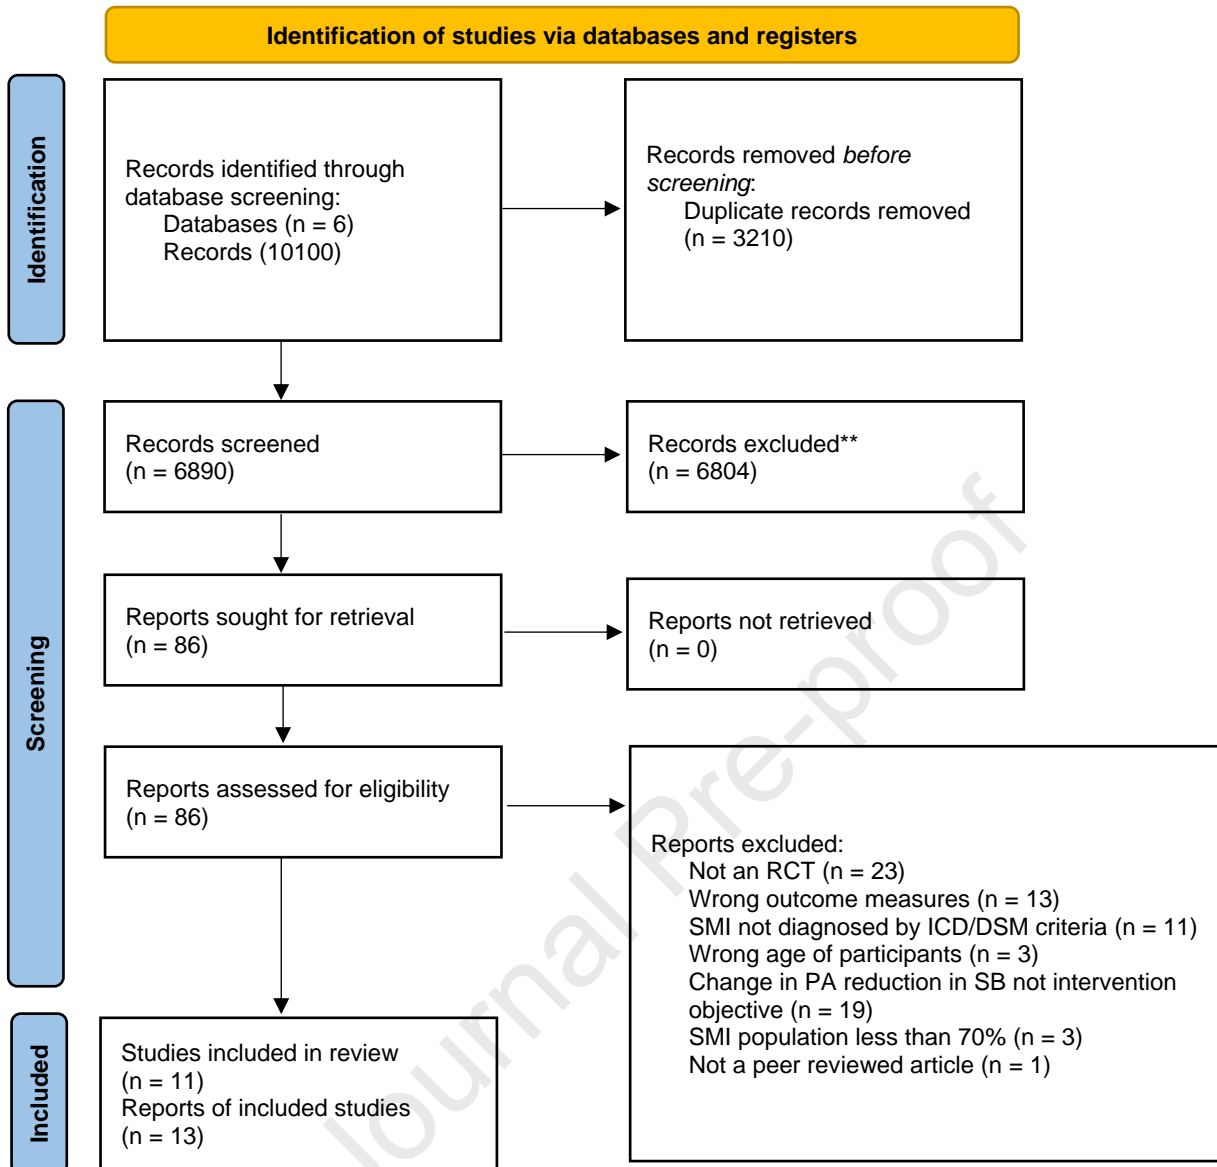 Identification of studies via databases and registers
Identification
Records identified through
database screening:
Databases (n = 6)
Records (10100)
Records removed before
screening:
Duplicate records removed
(n = 3210)
Screening
Records screened
(n = 6890)
Records excluded**
(n = 6804)
Reports sought for retrieval
(n = 86)
Reports not retrieved
(n = 0)
Reports assessed for eligibility
(n = 86)
Reports excluded:
Not an RCT (n = 23)
Wrong outcome measures (n = 13)
SMI not diagnosed by ICD/DSM criteria (n = 11)
Wrong age of participants (n = 3)
Change in PA reduction in SB not intervention
objective (n = 19)
SMI population less than 70% (n = 3)
Not a peer reviewed article (n = 1)
Included
Studies included in review
(n = 11)
Reports of included studies
(n = 13)
Journal Pre-proof